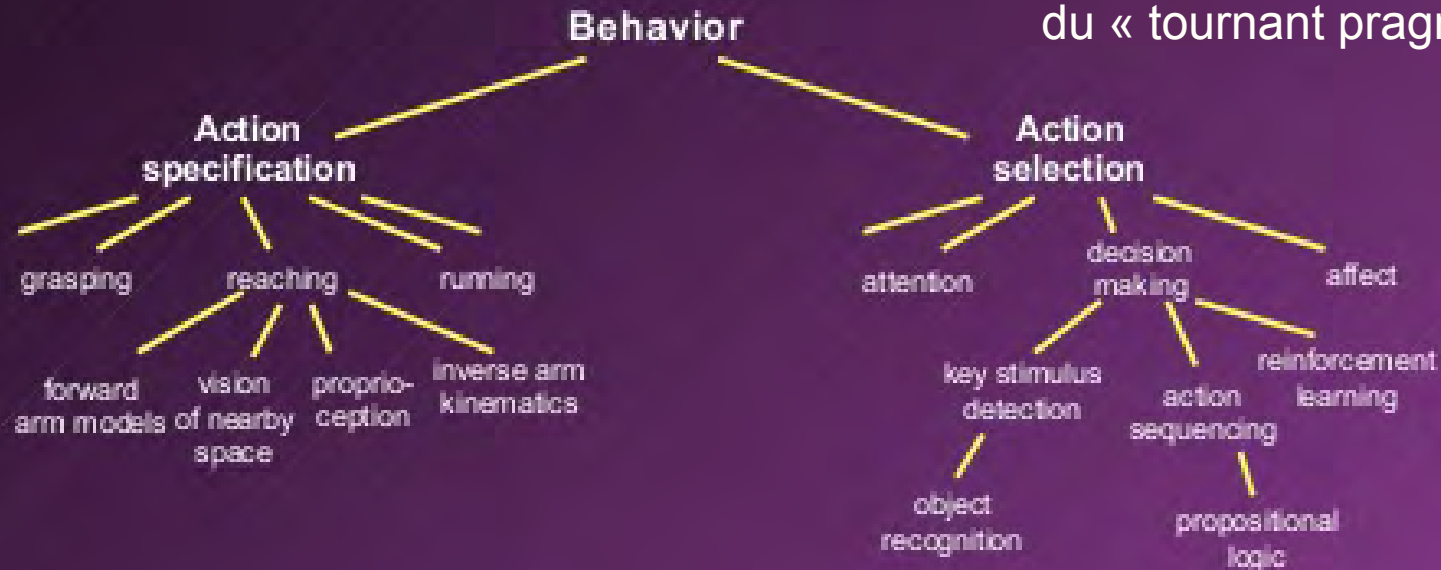 Behavior
du « tournant pragr
Action
specification
Action
selection
grasping
reaching
running
attention
decision
making
affect
forward
arm models
vision
of nearby
space
proprio-
ception
inverse arm
kinematics
key stimulus
detection
action
sequencing
reinforcement
learning
object
recognition
propositional
logic